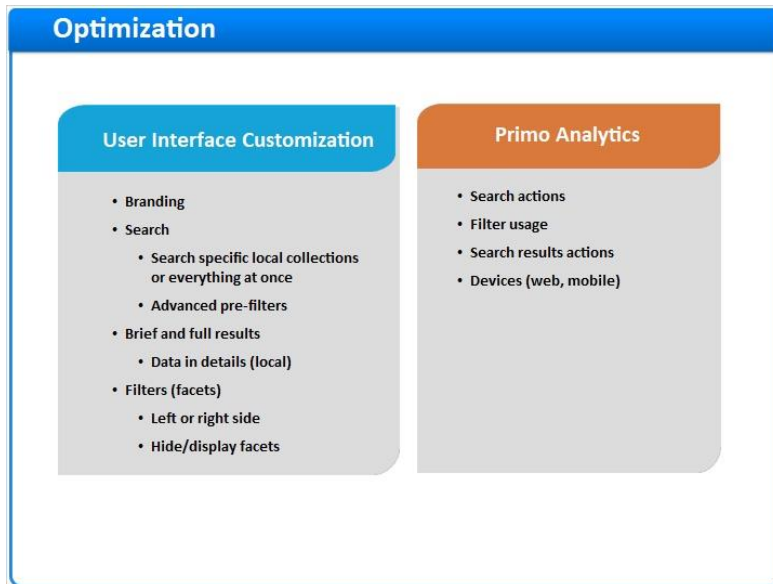 Optimization
User Interface Customization
• Branding
• Search
• Search specific local collections
or everything at once
• Advanced pre-filters
• Brief and full results
• Data in details (local)
• Filters (facets)
• Left or right side
• Hide/display facets
Primo Analytics
• Search actions
• Filter usage
• Search results actions
• Devices (web, mobile)